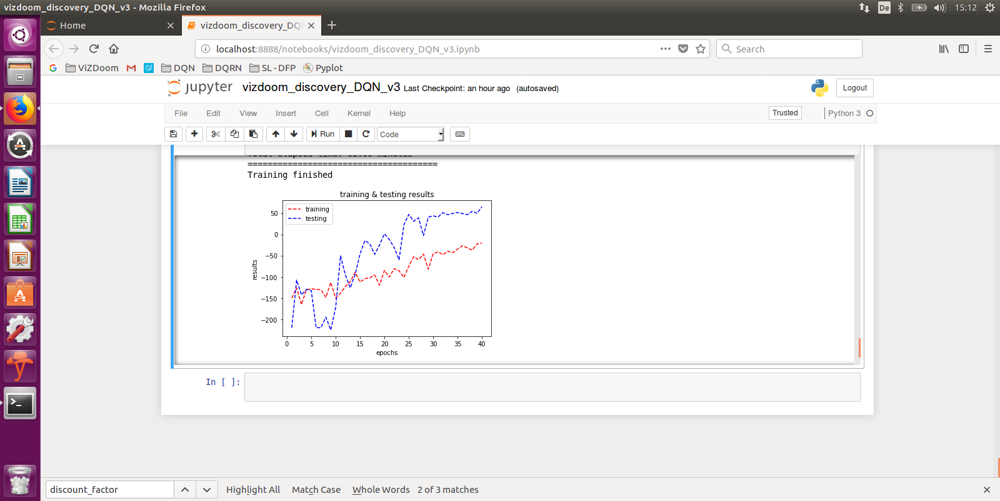 vizdoom_discovery_DQN_v3 - Mozilla Firefox
De
15:12
Home
vizdoom_discovery_DQ
localhost:8888/notebooks/vizdoom_discovery_DQN_v3.ipynb
Search
ViZDoom
DQN
DQRN
SL - DFP
Pyplot
jupyter
vizdoom_discovery_DQN_v3 Last Checkpoint: an hour ago (autosaved)
Logout
File Edit View Insert Cell Kernel Help
Trusted
Python 3
Run
Code
=====================================
Training finished
training & testing results
training
testing
50
0
−50
−100
−150
−200
results
0 5 10 15 20 25 30 35 40
epochs
In [ ]:
discount_factor
Highlight All
Match Case
Whole Words
2 of 3 matches